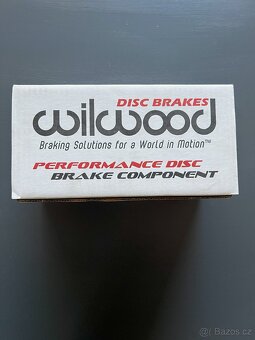 DISC BRAKES
wilwood
Braking Solutions for a World in Motion™
PERFORMANCE DISC
BRAKE COMPONENT
© Bazos.cz